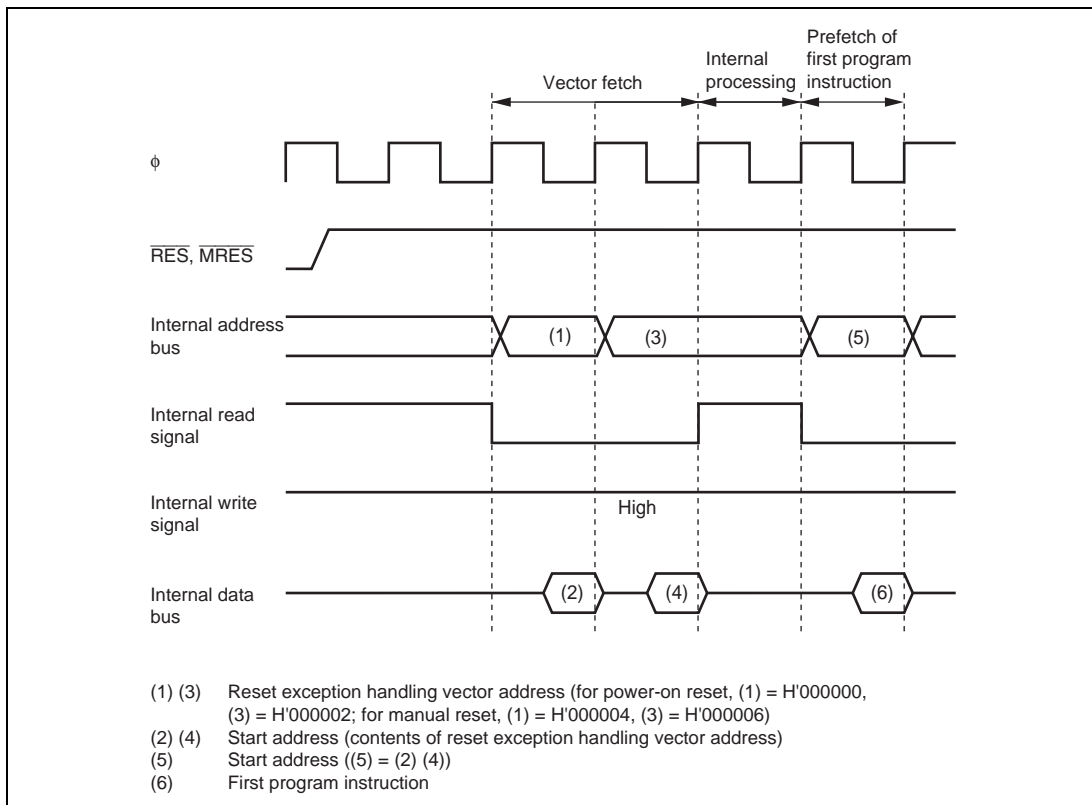 Prefetch of
first program
instruction
Internal
processing
Vector fetch
φ
RES, MRES
Internal address
bus
(1)
(3)
(5)
Internal read
signal
Internal write
signal
High
Internal data
bus
(2)
(4)
(6)
(1) (3) Reset exception handling vector address (for power-on reset, (1) = H'000000,
(3) = H'000002; for manual reset, (1) = H'000004, (3) = H'000006)
(2) (4) Start address (contents of reset exception handling vector address)
(5) Start address ((5) = (2) (4))
(6) First program instruction